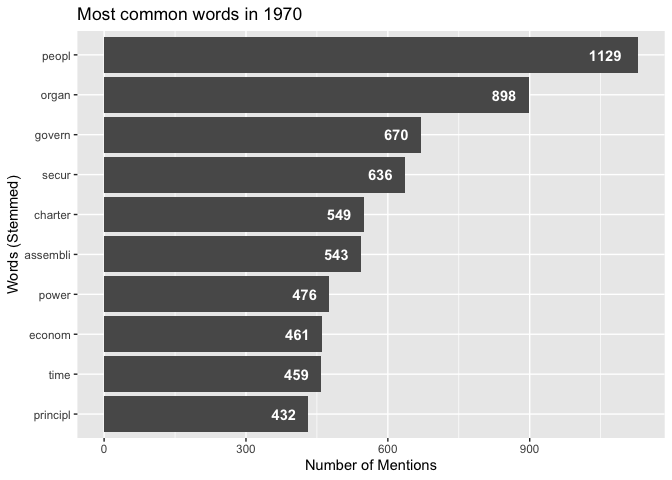 Most common words in 1970
Words (Stemmed)
peopl 1129
organ 898
govern 670
secur 636
charter 549
assembli 543
power 476
econom 461
time 459
principl 432
0 300 600 900
Number of Mentions